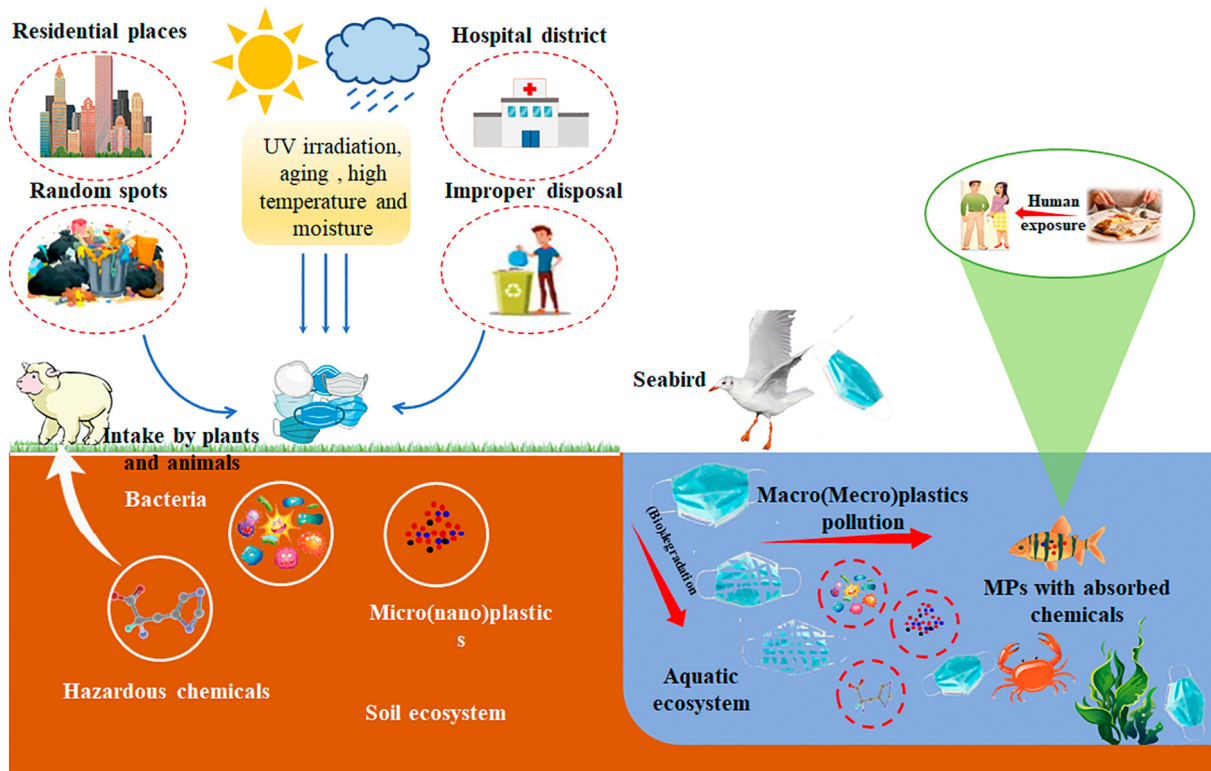 Residential places
Hospital district
UV irradiation,
aging , high
temperature and
moisture
Random spots
Improper disposal
Human
exposure
Seabird
Intake by plants
and animals
Bacteria
Micro(nano)plastic
s
Hazardous chemicals
Soil ecosystem
Macro(Mecro)plastics
pollution
(Bio)degradation
MPs with absorbed
chemicals
Aquatic
ecosystem